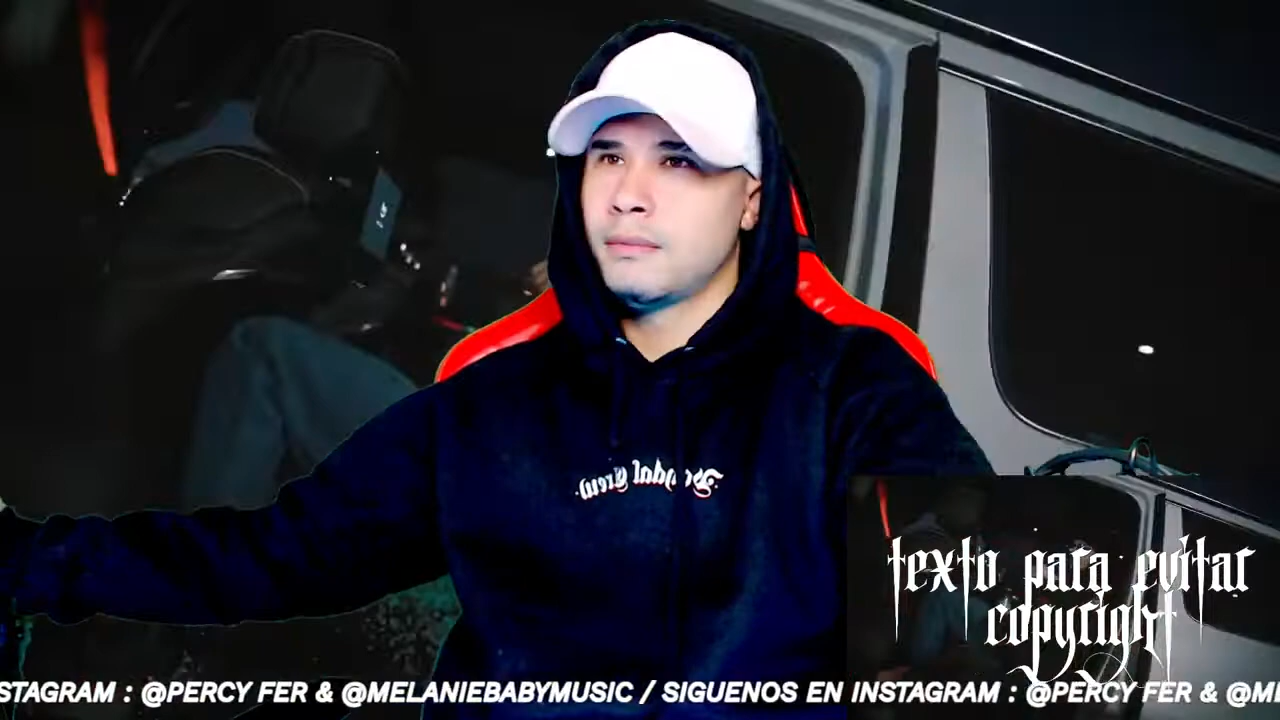 texto para evitar
copyright
STAGRAM : @PERCY FER & @MELANIEBABYMUSIC / SIGUENOS EN INSTAGRAM : @PERCY FER & @M